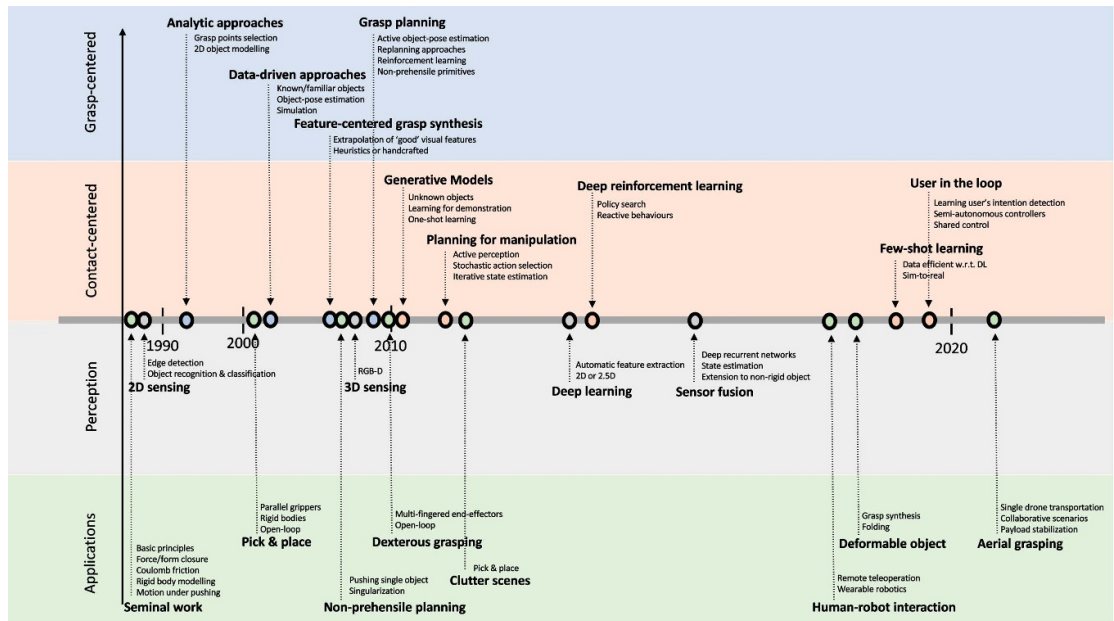 Grasp-centered
Analytic approaches
Grasp points selection
2D object modelling
Grasp planning
Active object-pose estimation
Replanning approaches
Reinforcement learning
Non-prehensile primitives
Data-driven approaches
Known/familiar objects
Object-pose estimation
Simulation
Feature-centered grasp synthesis
Extrapolation of ‘good’ visual features
Heuristics or handcrafted
Contact-centered
Generative Models
Unknown objects
Learning for demonstration
One-shot learning
Planning for manipulation
Active perception
Stochastic action selection
Iterative state estimation
Deep reinforcement learning
Policy search
Reactive behaviours
User in the loop
Learning user's intention detection
Semi-autonomous controllers
Shared control
Few-shot learning
Data efficient w.r.t. DL
Sim-to-real
1990
2000
2010
2020
Perception
Edge detection
Object recognition & classification
2D sensing
RGB-D
3D sensing
Automatic feature extraction
2D or 2.5D
Deep learning
Deep recurrent networks
State estimation
Extension to non-rigid object
Sensor fusion
Applications
Basic principles
Force/form closure
Coulomb friction
Rigid body modelling
Motion under pushing
Seminal work
Parallel grippers
Rigid bodies
Open-loop
Pick & place
Pushing single object
Singularization
Non-prehensile planning
Multi-fingered end-effectors
Open-loop
Dexterous grasping
Pick & place
Clutter scenes
Remote teleoperation
Wearable robotics
Human-robot interaction
Grasp synthesis
Folding
Deformable object
Single drone transportation
Collaborative scenarios
Payload stabilization
Aerial grasping